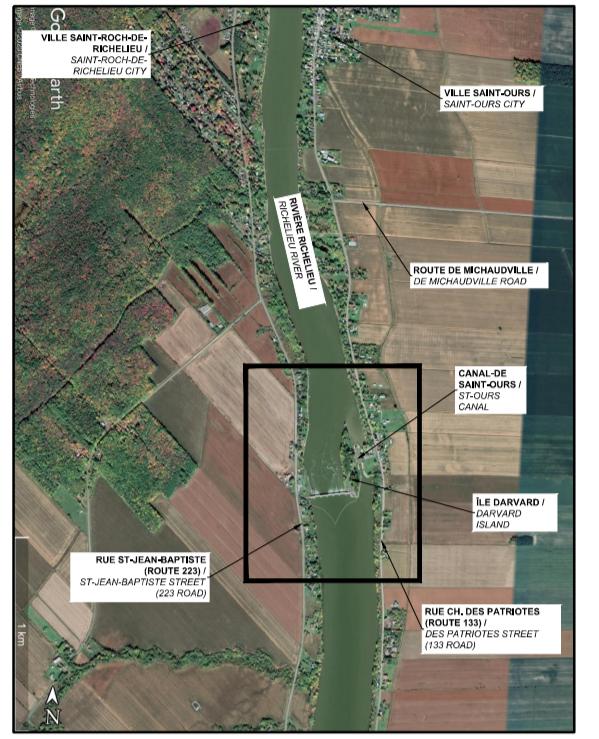 VILLE SAINT-ROCH-DE-
RICHELIEU /
SAINT-ROCH-DE-
RICHELIEU CITY
VILLE SAINT-OURS /
SAINT-OURS CITY
RIVIÈRE RICHELIEU /
RICHELIEU RIVER
ROUTE DE MICHAUDVILLE /
DE MICHAUDVILLE ROAD
CANAL-DE
SAINT-OURS /
ST-OURS
CANAL
ÎLE DARVARD /
DARVARD
ISLAND
RUE ST-JEAN-BAPTISTE
(ROUTE 223) /
ST-JEAN-BAPTISTE STREET
(223 ROAD)
RUE CH. DES PATRIOTES
(ROUTE 133) /
DES PATRIOTES STREET
(133 ROAD)
1 km
N